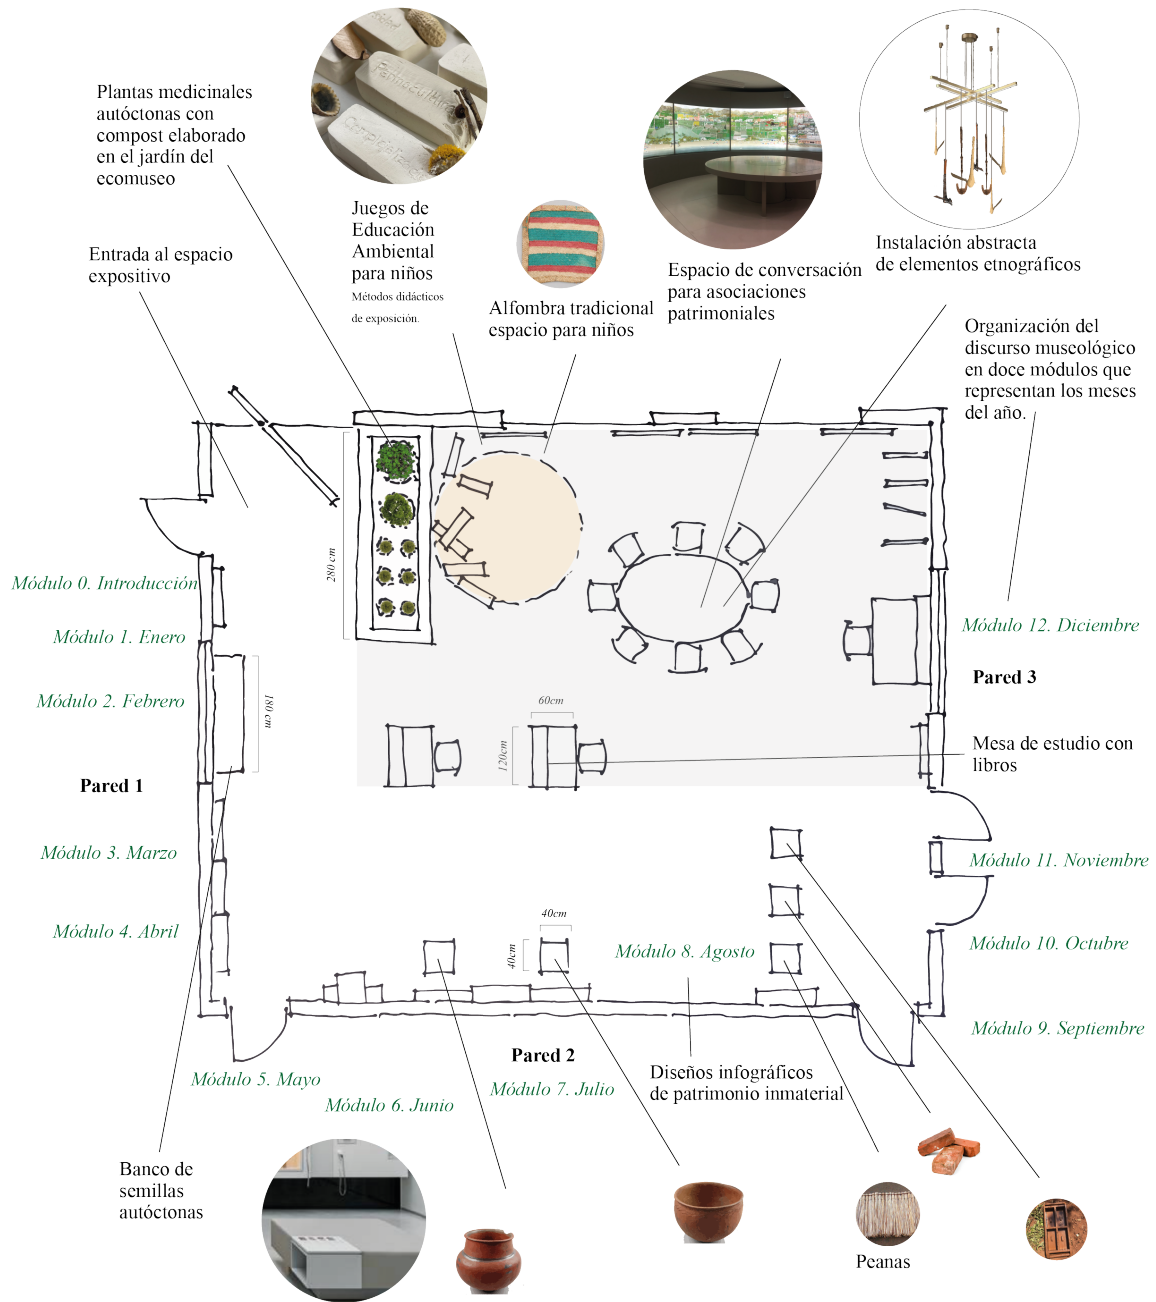 Plantas medicinales
autóctonas con
compost elaborado
en el jardín del
ecomuseo
Entrada al espacio
expositivo
Juegos de
Educación
Ambiental
para niños
Métodos didácticos
de exposición.
Alfombra tradicional
espacio para niños
Espacio de conversación
para asociaciones
patrimoniales
Instalación abstracta
de elementos etnográficos
Organización del
discurso museológico
en doce módulos que
representan los meses
del año.
280 cm
Módulo 0. Introducción
Módulo 1. Enero
Módulo 2. Febrero
180 cm
Pared 1
Módulo 3. Marzo
Módulo 4. Abril
60cm
120cm
Módulo 12. Diciembre
Pared 3
Mesa de estudio con
libros
Módulo 11. Noviembre
Módulo 10. Octubre
Módulo 9. Septiembre
40cm
40cm
Módulo 8. Agosto
Pared 2
Módulo 5. Mayo
Módulo 6. Junio
Módulo 7. Julio
Diseños infográficos
de patrimonio inmaterial
Banco de
semillas
autóctonas
Peanas